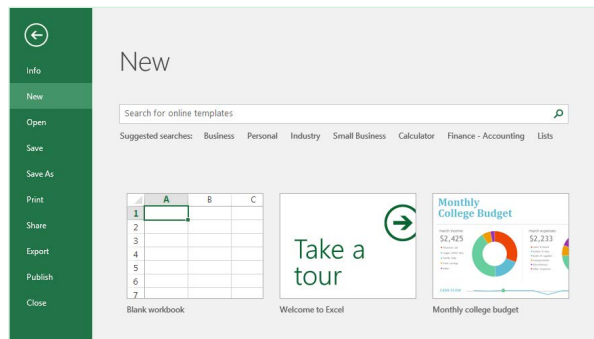 New
Info
New
Open
Save
Save As
Print
Share
Export
Publish
Close
Search for online templates
Suggested searches: Business Personal Industry Small Business Calculator Finance - Accounting Lists
A B C
1
2
3
4
5
6
7
Blank workbook
Take a
tour
Welcome to Excel
Monthly
College Budget
$2,425
$2,233
Monthly college budget